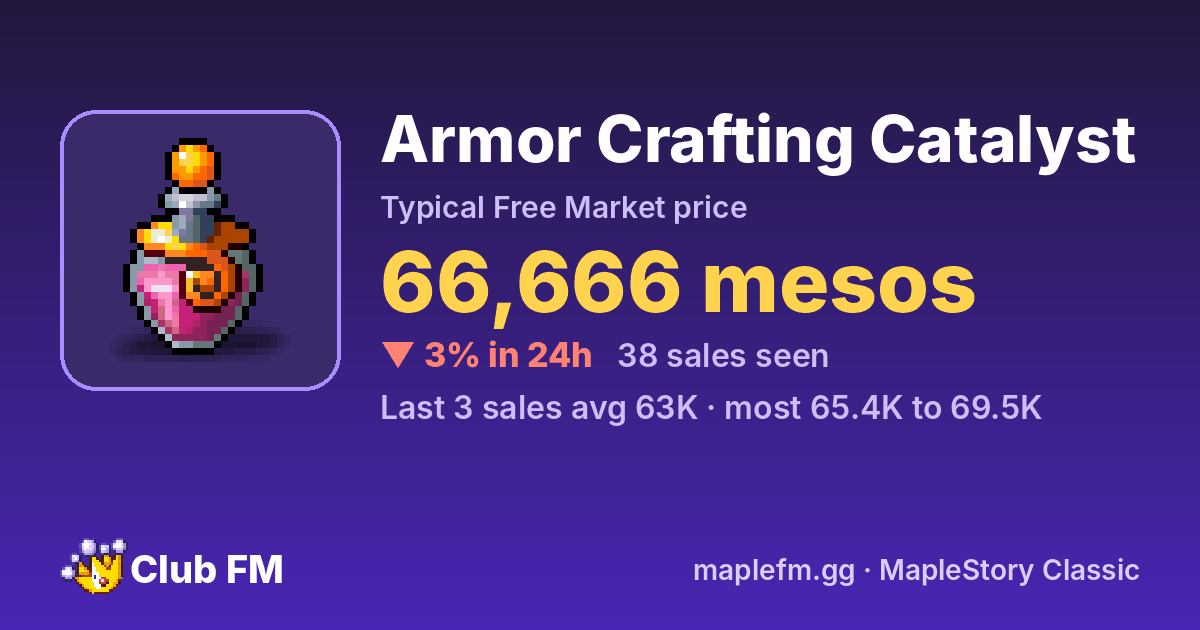 Armor Crafting Catalyst
Typical Free Market price
66,666 mesos
▼ 3% in 24h 38 sales seen
Last 3 sales avg 63K · most 65.4K to 69.5K
Club FM
maplefm.gg · MapleStory Classic